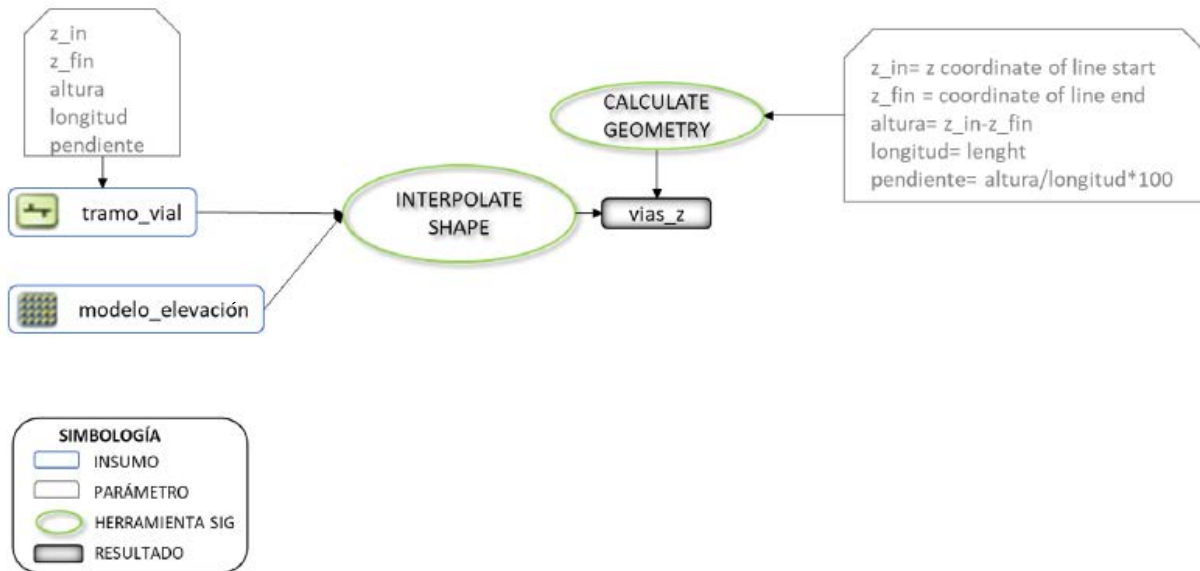 z_in
z_fin
altura
longitud
pendiente
tramo_vial
modelo_elevación
INTERPOLATE
SHAPE
CALCULATE
GEOMETRY
vias_z
z_in= z coordinate of line start
z_fin = coordinate of line end
altura= z_in-z_fin
longitud= lenght
pendiente= altura/longitud*100
SIMBOLOGÍA
INSUMO
PARÁMETRO
HERRAMIENTA SIG
RESULTADO